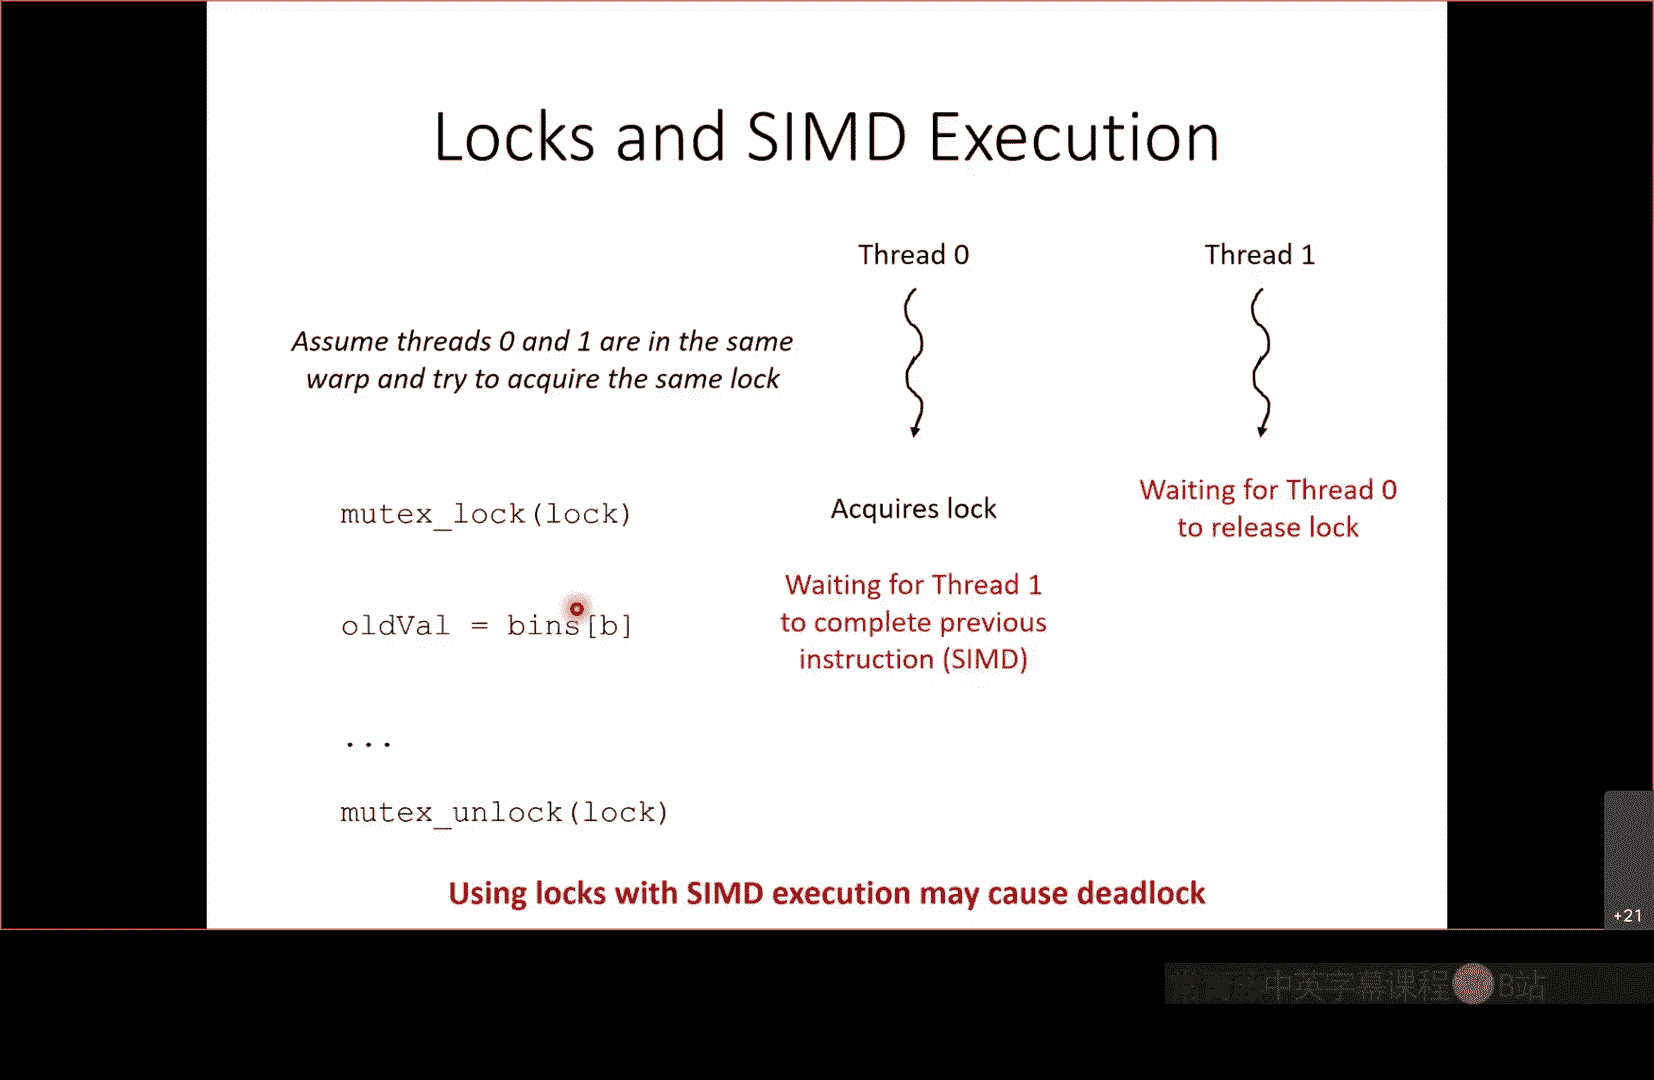 Locks and SIMD Execution
Thread 0
Thread 1
Assume threads 0 and 1 are in the same
warp and try to acquire the same lock
mutex_lock(lock)
Acquires lock
Waiting for Thread 0
to release lock
oldVal = bins[b]
Waiting for Thread 1
to complete previous
instruction (SIMD)
...
mutex_unlock(lock)
Using locks with SIMD execution may cause deadlock
+21
中英字幕课程
B站